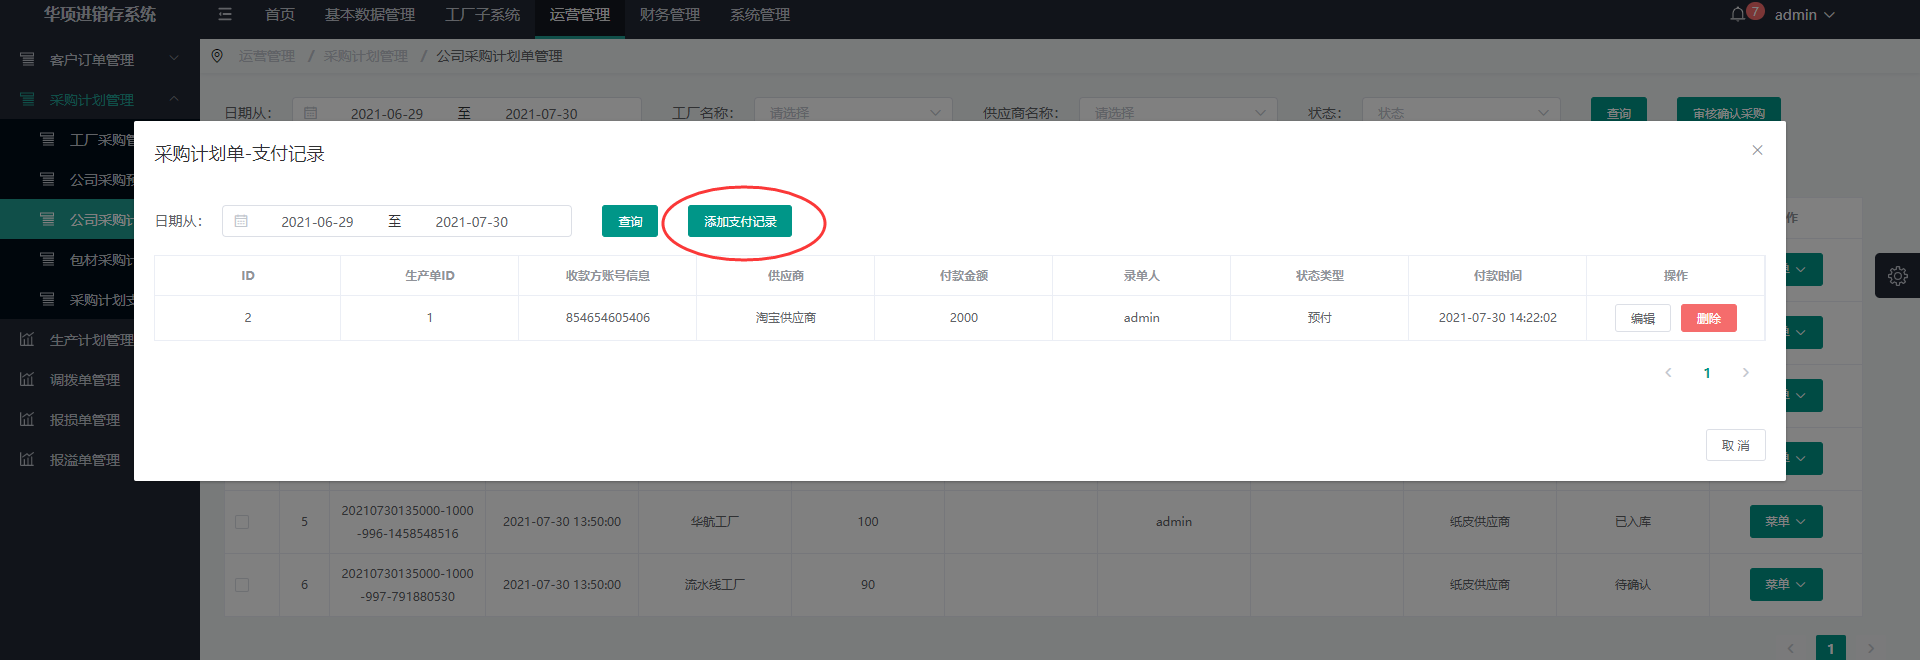 华项进销存系统
首页 基本数据管理 工厂子系统 运营管理 财务管理 系统管理
7 admin
客户订单管理
采购计划管理
工厂采购管
公司采购预
公司采购计
包材采购计
采购计划支
生产计划管理
调拨单管理
报损单管理
报溢单管理
运营管理 / 采购计划管理 / 公司采购计划单管理
日期从： 2021-06-29 至 2021-07-30 工厂名称： 请选择 供应商名称： 请选择 状态： 状态 查询 审核确认采购
采购计划单-支付记录
日期从： 2021-06-29 至 2021-07-30 查询 添加支付记录
ID 生产单ID 收款方账号信息 供应商 付款金额 录单人 状态类型 付款时间 操作
2 1 854654605406 淘宝供应商 2000 admin 预付 2021-07-30 14:22:02 编辑 删除
1
取 消
作
5 20210730135000-1000
-996-1458548516 2021-07-30 13:50:00 华航工厂 100 admin 纸皮供应商 已入库 菜单
6 20210730135000-1000
-997-791880530 2021-07-30 13:50:00 流水线工厂 90 纸皮供应商 待确认 菜单
1